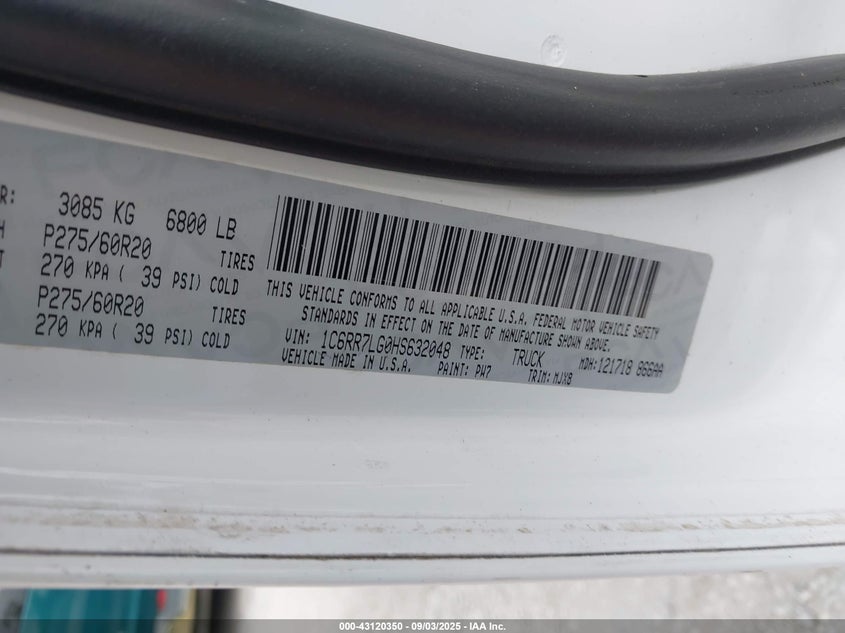 R: 3085 KG 6800 LB
H P275/60R20 TIRES
T 270 KPA ( 39 PSI) COLD
P275/60R20 TIRES
270 KPA ( 39 PSI) COLD
THIS VEHICLE CONFORMS TO ALL APPLICABLE U.S.A. FEDERAL MOTOR VEHICLE SAFETY
STANDARDS IN EFFECT ON THE DATE OF MANUFACTURE SHOWN ABOVE.
VIN: 1C6RR7LG0HS632048 TYPE: TRUCK MDH:121718 866AA
VEHICLE MADE IN U.S.A. PAINT: PW7 TRIM: MJX8
000-43120350 - 09/03/2025 - IAA Inc.